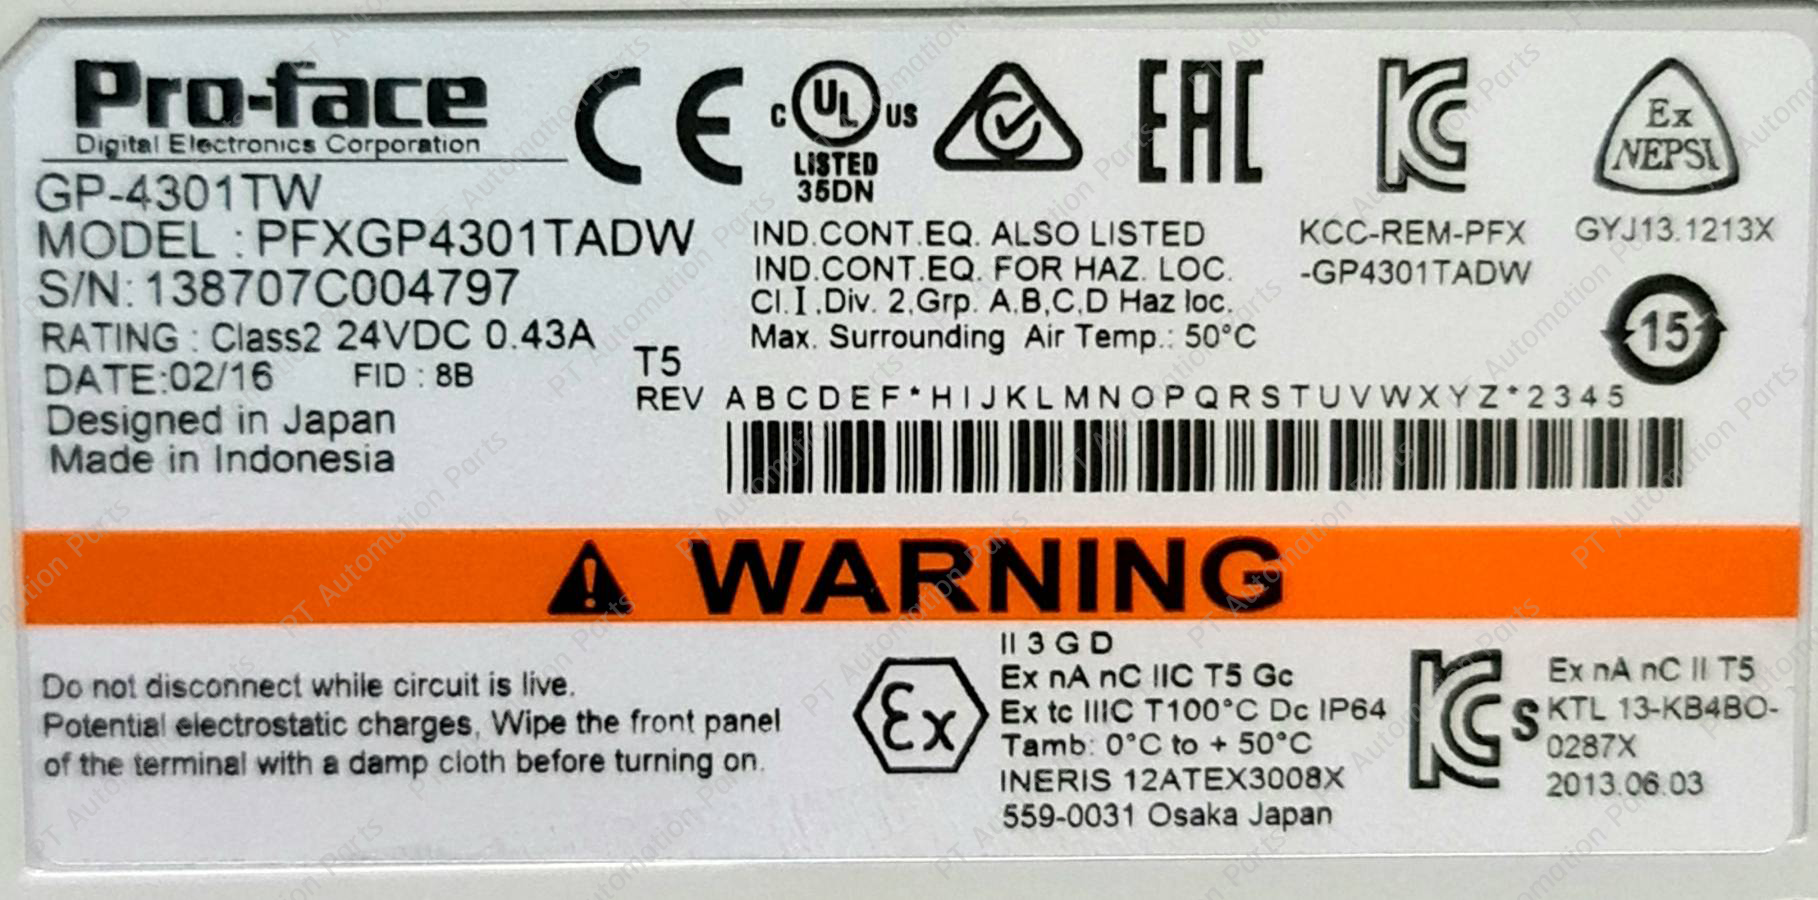 Pro-face
Digital Electronics Corporation
GP-4301TW
MODEL : PFXGP4301TADW
S/N: 138707C004797
RATING : Class2 24VDC 0.43A
DATE:02/16 FID : 8B
Designed in Japan
Made in Indonesia
CE
C UL US
LISTED
35DN
EAC
KC
Ex
NEPSI
IND.CONT.EQ. ALSO LISTED
IND.CONT.EQ. FOR HAZ. LOC.
Cl.I,Div. 2,Grp. A,B,C,D Haz loc.
Max. Surrounding Air Temp.: 50°C
KCC-REM-PFX
-GP4301TADW
GYJ13.1213X
15
T5
REV A B C D E F * H I J K L M N O P Q R S T U V W X Y Z * 2 3 4 5
WARNING
Do not disconnect while circuit is live.
Potential electrostatic charges, Wipe the front panel
of the terminal with a damp cloth before turning on.
Ex
II 3 G D
Ex nA nC IIC T5 Gc
Ex tc IIIC T100°C Dc IP64
Tamb: 0°C to + 50°C
INERIS 12ATEX3008X
559-0031 Osaka Japan
KCs
Ex nA nC II T5
KTL 13-KB4BO-
0287X
2013.06.03
PT Automation Parts